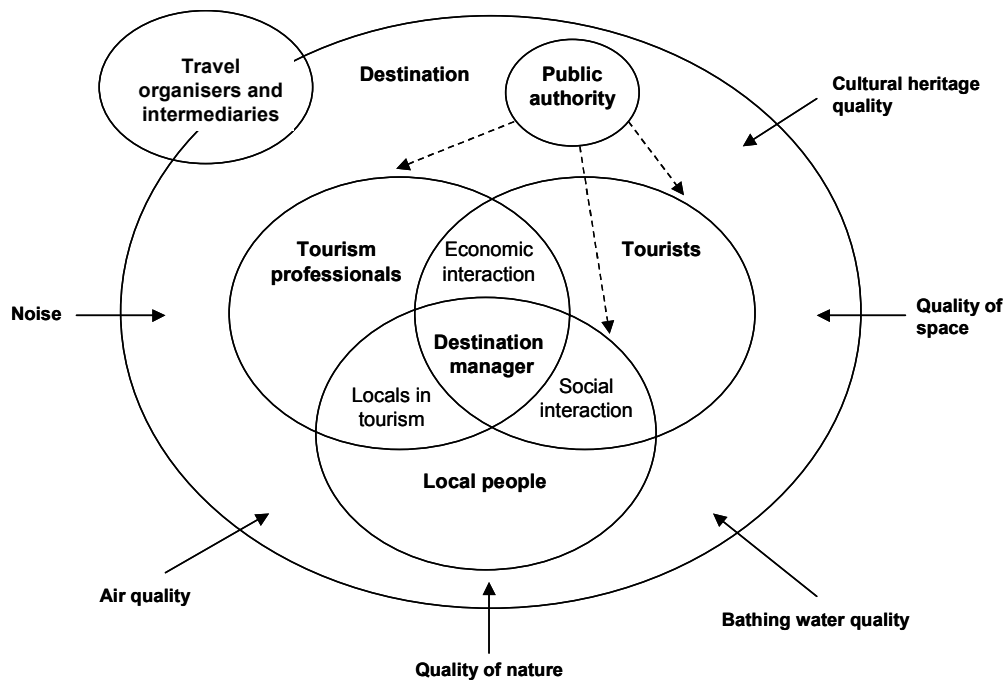 Travel
organisers and
intermediaries
Destination
Public
authority
Cultural heritage
quality
Tourism
professionals
Economic
interaction
Tourists
Noise
Quality of
space
Destination
manager
Locals in
tourism
Social
interaction
Local people
Air quality
Bathing water quality
Quality of nature